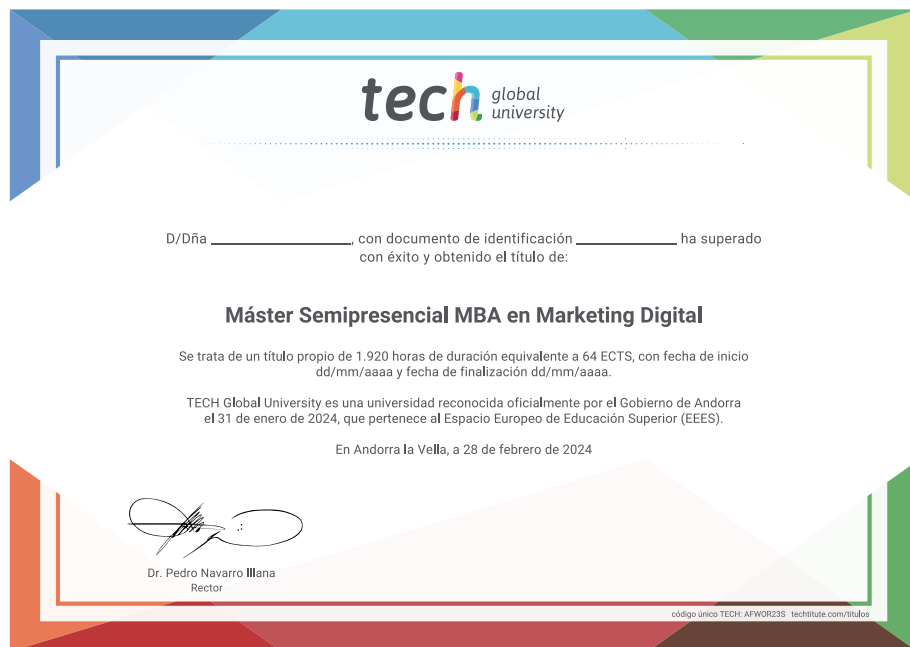 tech global
university
D/Dña ________________, con documento de identificación ____________ ha superado
con éxito y obtenido el título de:
Máster Semipresencial MBA en Marketing Digital
Se trata de un título propio de 1.920 horas de duración equivalente a 64 ECTS, con fecha de inicio
dd/mm/aaaa y fecha de finalización dd/mm/aaaa.
TECH Global University es una universidad reconocida oficialmente por el Gobierno de Andorra
el 31 de enero de 2024, que pertenece al Espacio Europeo de Educación Superior (EEES).
En Andorra la Vella, a 28 de febrero de 2024
Dr. Pedro Navarro Illana
Rector
código único TECH: AFWOR23S techtitute.com/titulos